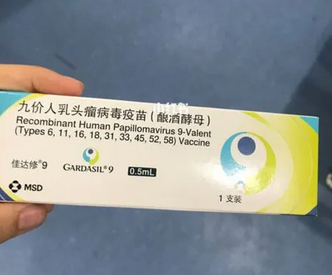 九价人乳头瘤病毒疫苗（酿酒酵母）
Recombinant Human Papillomavirus 9-Valent
(Types 6, 11, 16, 18, 31, 33, 45, 52, 58) Vaccine
佳达修®9
GARDASIL®9
0.5mL
MSD
1支装